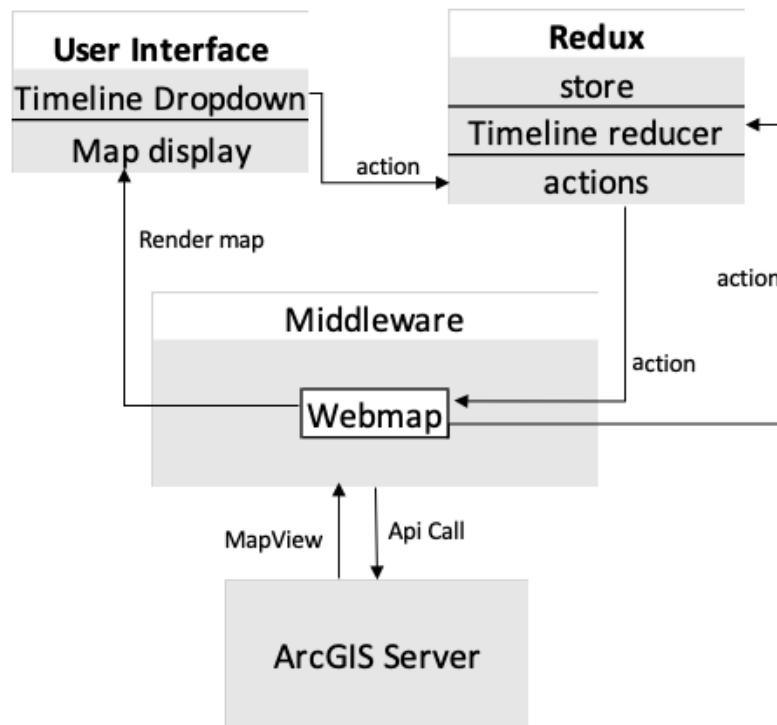 User Interface
Timeline Dropdown
Map display
Redux
store
Timeline reducer
actions
action
Render map
action
Middleware
action
Webmap
MapView
Api Call
ArcGIS Server